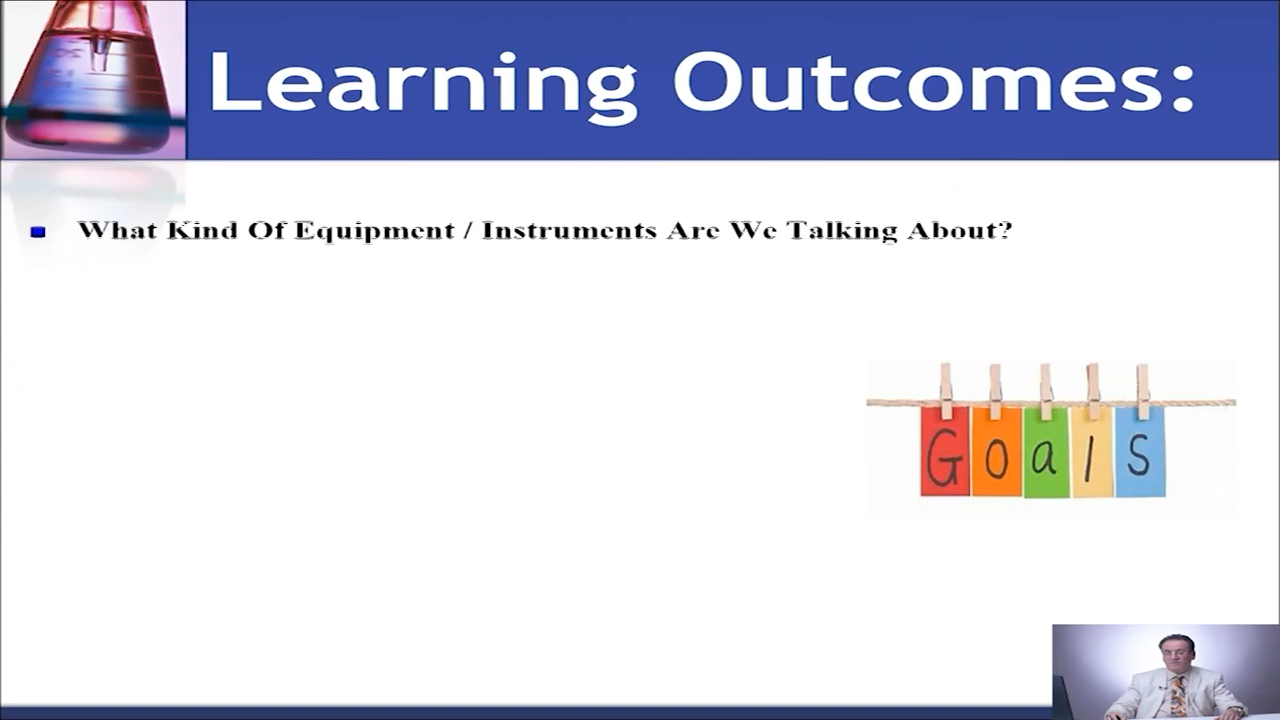 Learning Outcomes:
What Kind Of Equipment / Instruments Are We Talking About?
Goals